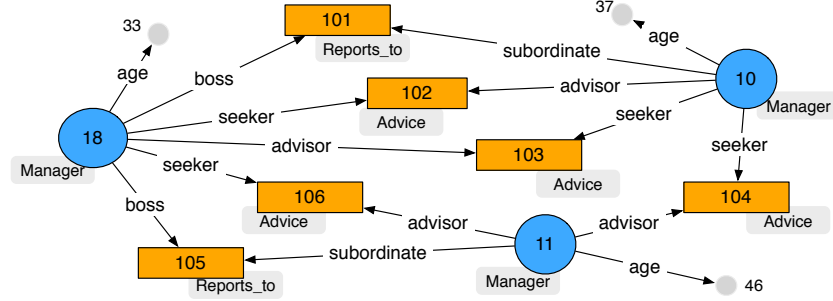 37
101
33
age
Reports_to
subordinate
age
boss
10
advisor
102
Manager
seeker
seeker
Advice
18
advisor
seeker
103
Manager
seeker
Advice
106
104
boss
Advice
advisor
advisor
Advice
11
subordinate
105
age
Manager
Reports_to
46